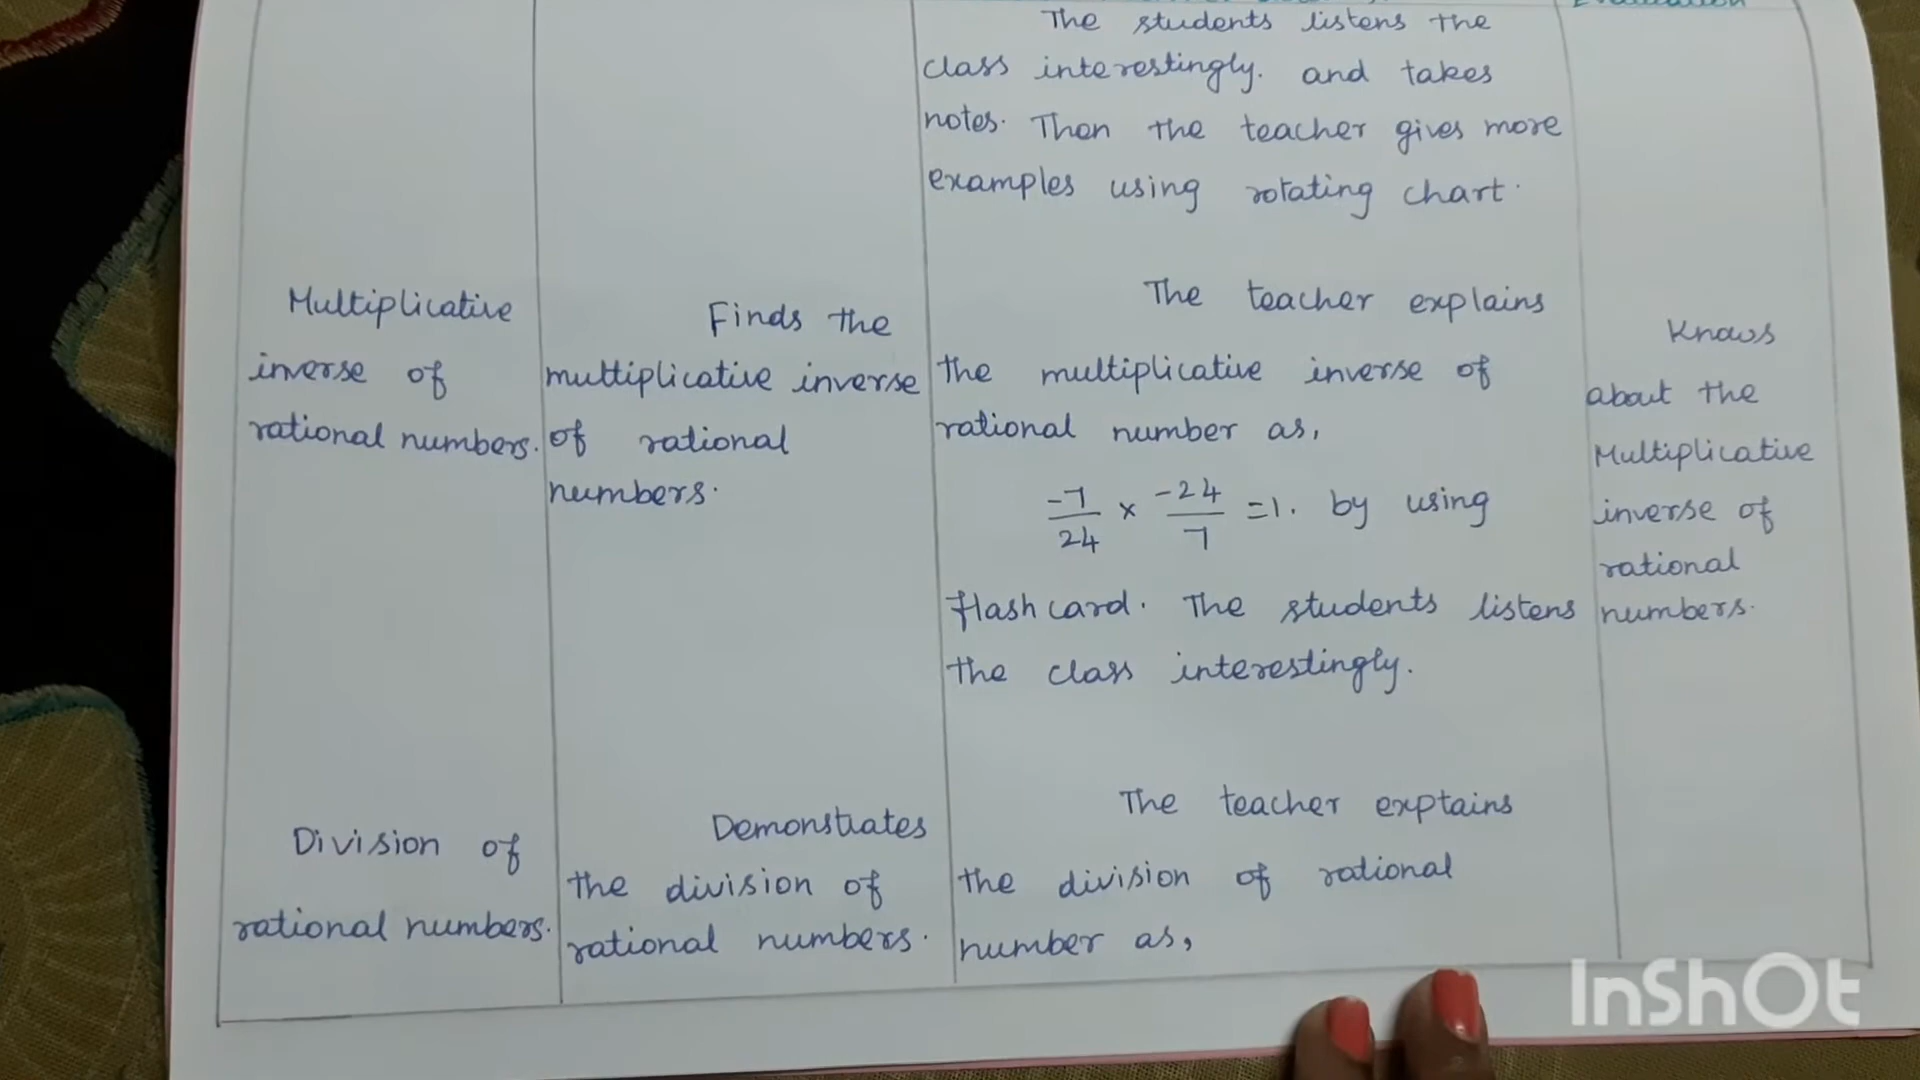 The students listens the
class interestingly. and takes
notes. Then the teacher gives more
examples using rotating chart.
Multiplicative
inverse of
rational numbers.
Finds the
multiplicative inverse
of rational
numbers.
The teacher explains
the multiplicative inverse of
rational number as,
-7/24 × -24/7 =1. by using
flash card. The students listens
the class interestingly.
Knows
about the
Multiplicative
inverse of
rational
numbers.
Division of
rational numbers.
Demonstrates
the division of
rational numbers.
The teacher explains
the division of rational
number as,
InShOt